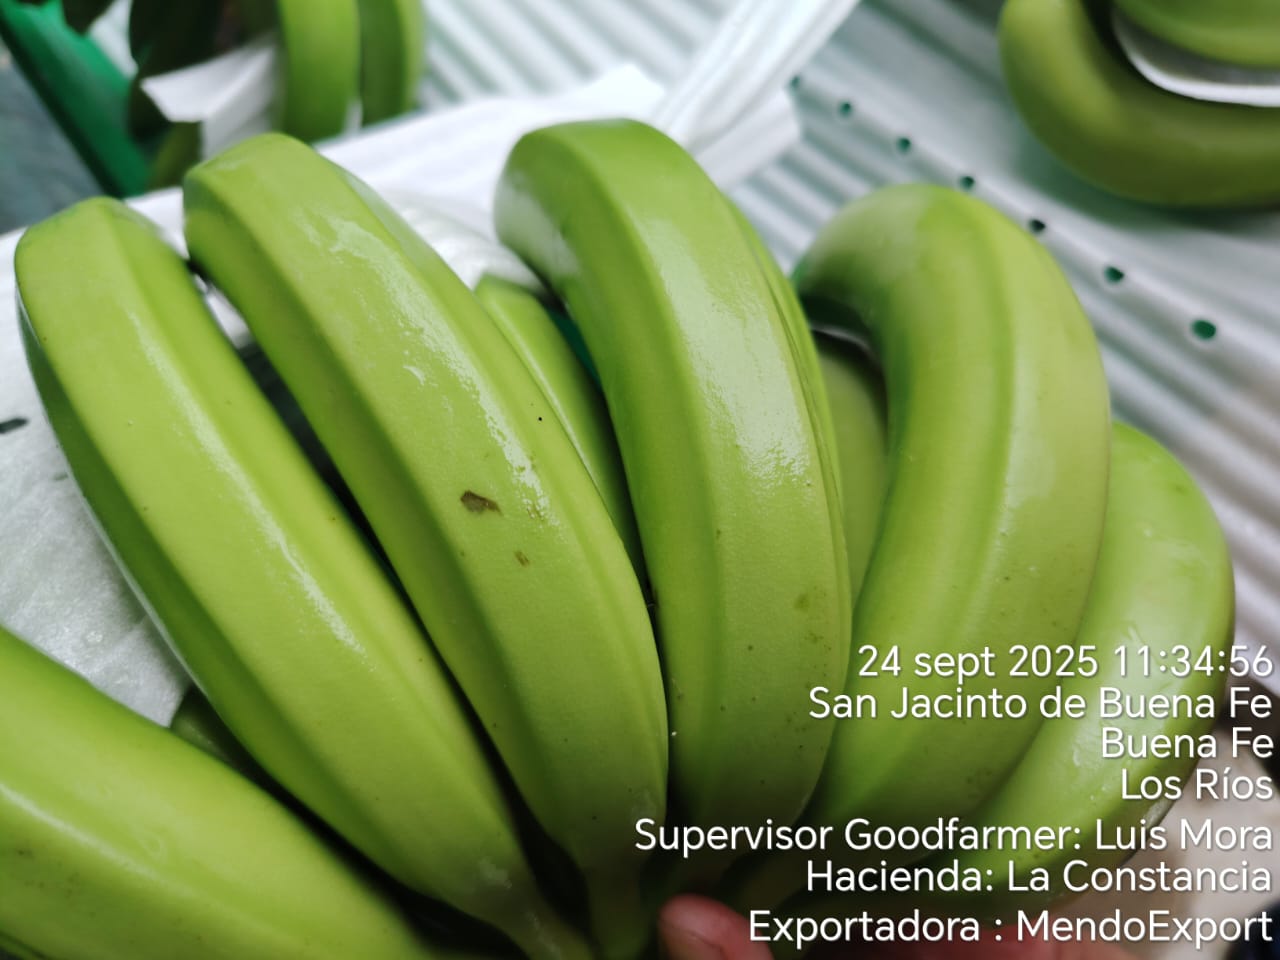 24 sept 2025 11:34:56
San Jacinto de Buena Fe
Buena Fe
Los Ríos
Supervisor Goodfarmer: Luis Mora
Hacienda: La Constancia
Exportadora : MendoExport